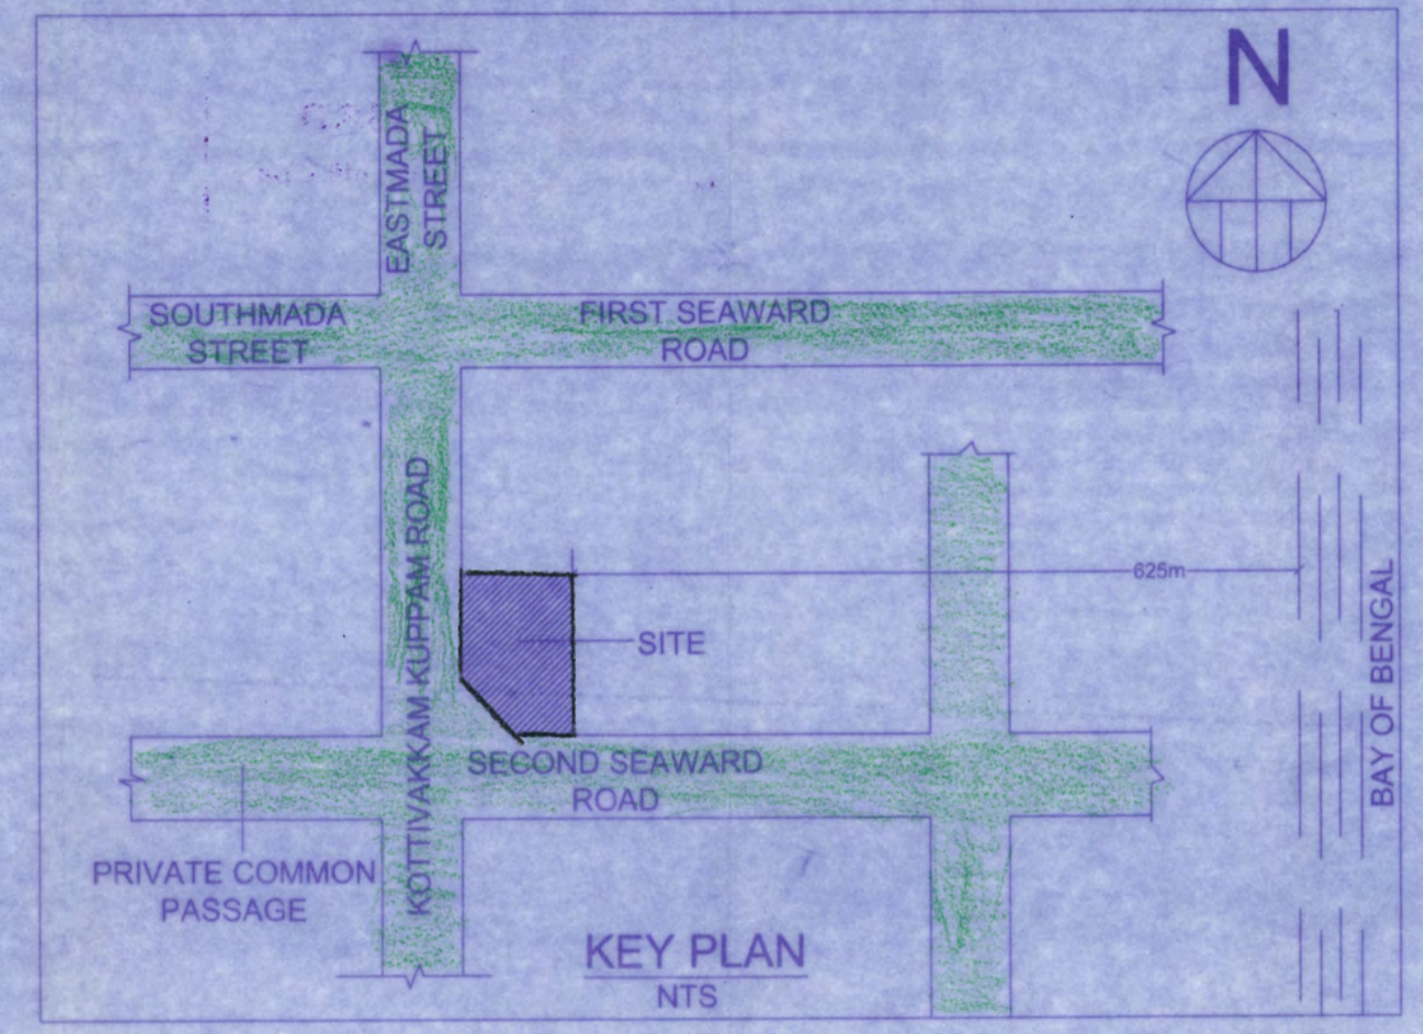 N
EASTMADA
STREET
SOUTHMADA
STREET
FIRST SEAWARD
ROAD
KOTTIVAKKAM KUPPAM ROAD
625m
SITE
BAY OF BENGAL
SECOND SEAWARD
ROAD
PRIVATE COMMON
PASSAGE
KEY PLAN
NTS